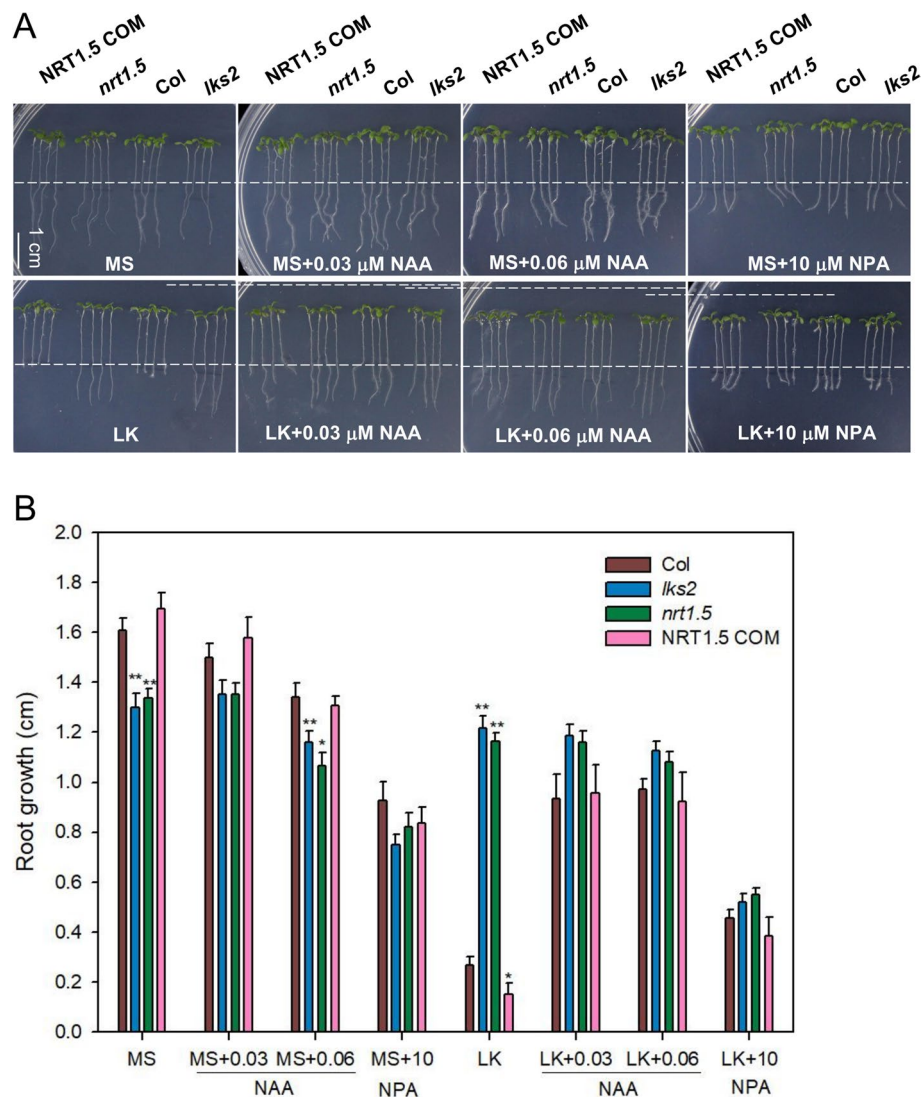 A
NRT1.5 COM nrt1.5 Col lks2 NRT1.5 COM nrt1.5 Col lks2 NRT1.5 COM nrt1.5 Col lks2 NRT1.5 COM nrt1.5 Col lks2
1 cm
MS MS+0.03 μM NAA MS+0.06 μM NAA MS+10 μM NPA
LK LK+0.03 μM NAA LK+0.06 μM NAA LK+10 μM NPA
B
Root growth (cm)
2.0
1.8
1.6
1.4
1.2
1.0
0.8
0.6
0.4
0.2
0.0
Col
lks2
nrt1.5
NRT1.5 COM
** **
** *
** **
*
MS MS+0.03 MS+0.06 MS+10 LK LK+0.03 LK+0.06 LK+10
NAA NPA NAA NPA